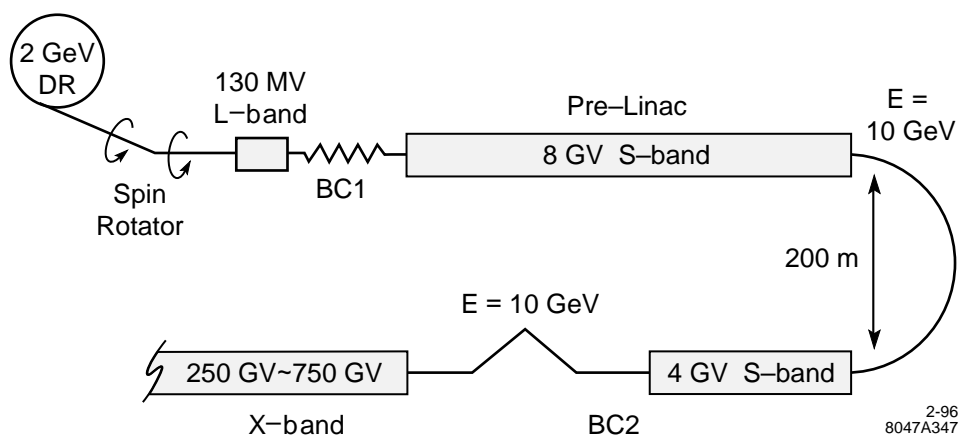 2 GeV
DR
130 MV
L–band
Pre–Linac
E =
10 GeV
8 GV S–band
BC1
Spin
Rotator
200 m
E = 10 GeV
250 GV~750 GV
4 GV S–band
X–band
BC2
2-96
8047A347